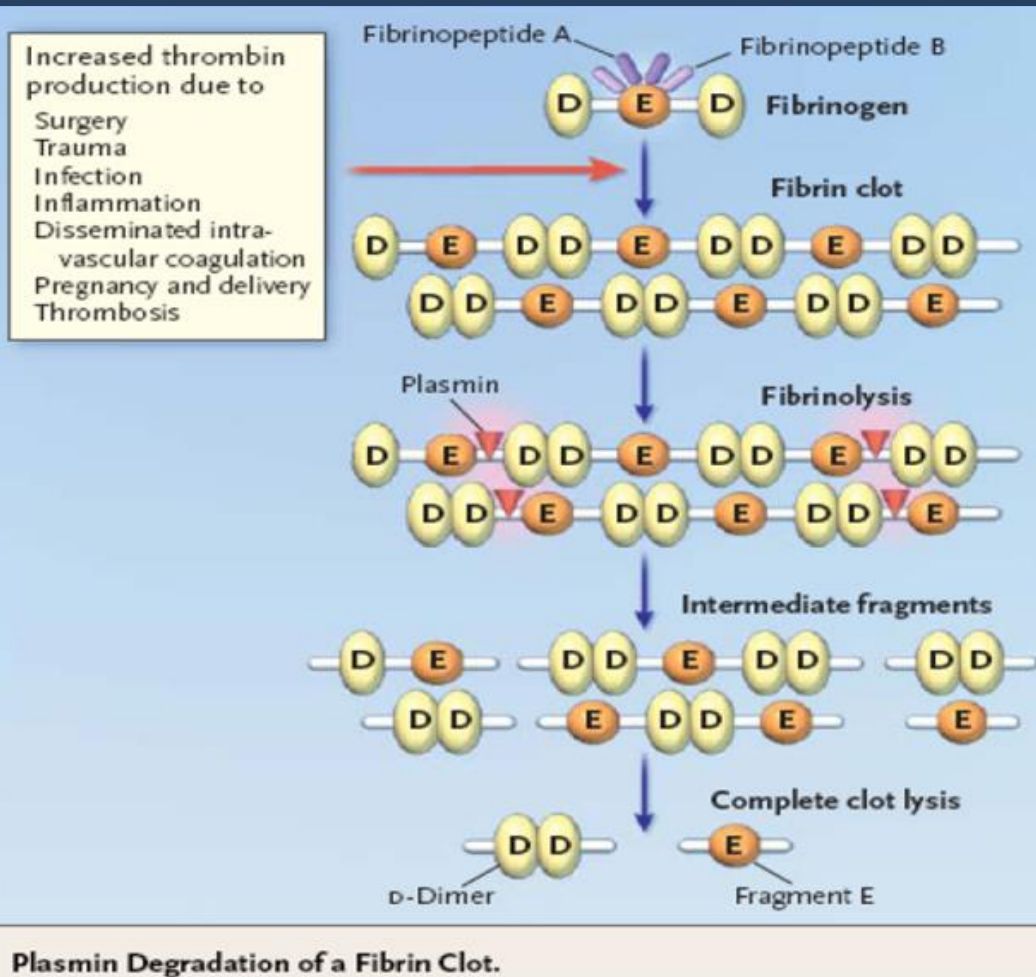 Increased thrombin
production due to
Surgery
Trauma
Infection
Inflammation
Disseminated intra-
vascular coagulation
Pregnancy and delivery
Thrombosis
Fibrinopeptide A
Fibrinopeptide B
D E D
Fibrinogen
Fibrin clot
D E D D E D D E D D
D D E D D E D D E
Plasmin
Fibrinolysis
D E D D E D D E D D
D D E D D E D D E
Intermediate fragments
D E D D E D D D D
D D E D D E E
Complete clot lysis
D D E
D-Dimer
Fragment E
Plasmin Degradation of a Fibrin Clot.